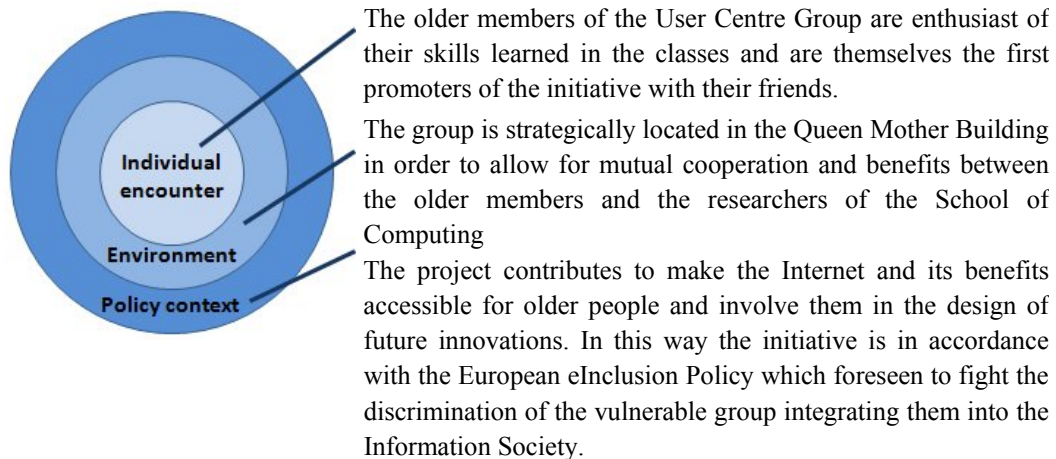 The older members of the User Centre Group are enthusiast of
their skills learned in the classes and are themselves the first
promoters of the initiative with their friends.
The group is strategically located in the Queen Mother Building
in order to allow for mutual cooperation and benefits between
the older members and the researchers of the School of
Computing
The project contributes to make the Internet and its benefits
accessible for older people and involve them in the design of
future innovations. In this way the initiative is in accordance
with the European eInclusion Policy which foreseen to fight the
discrimination of the vulnerable group integrating them into the
Information Society.
Individual
encounter
Environment
Policy context